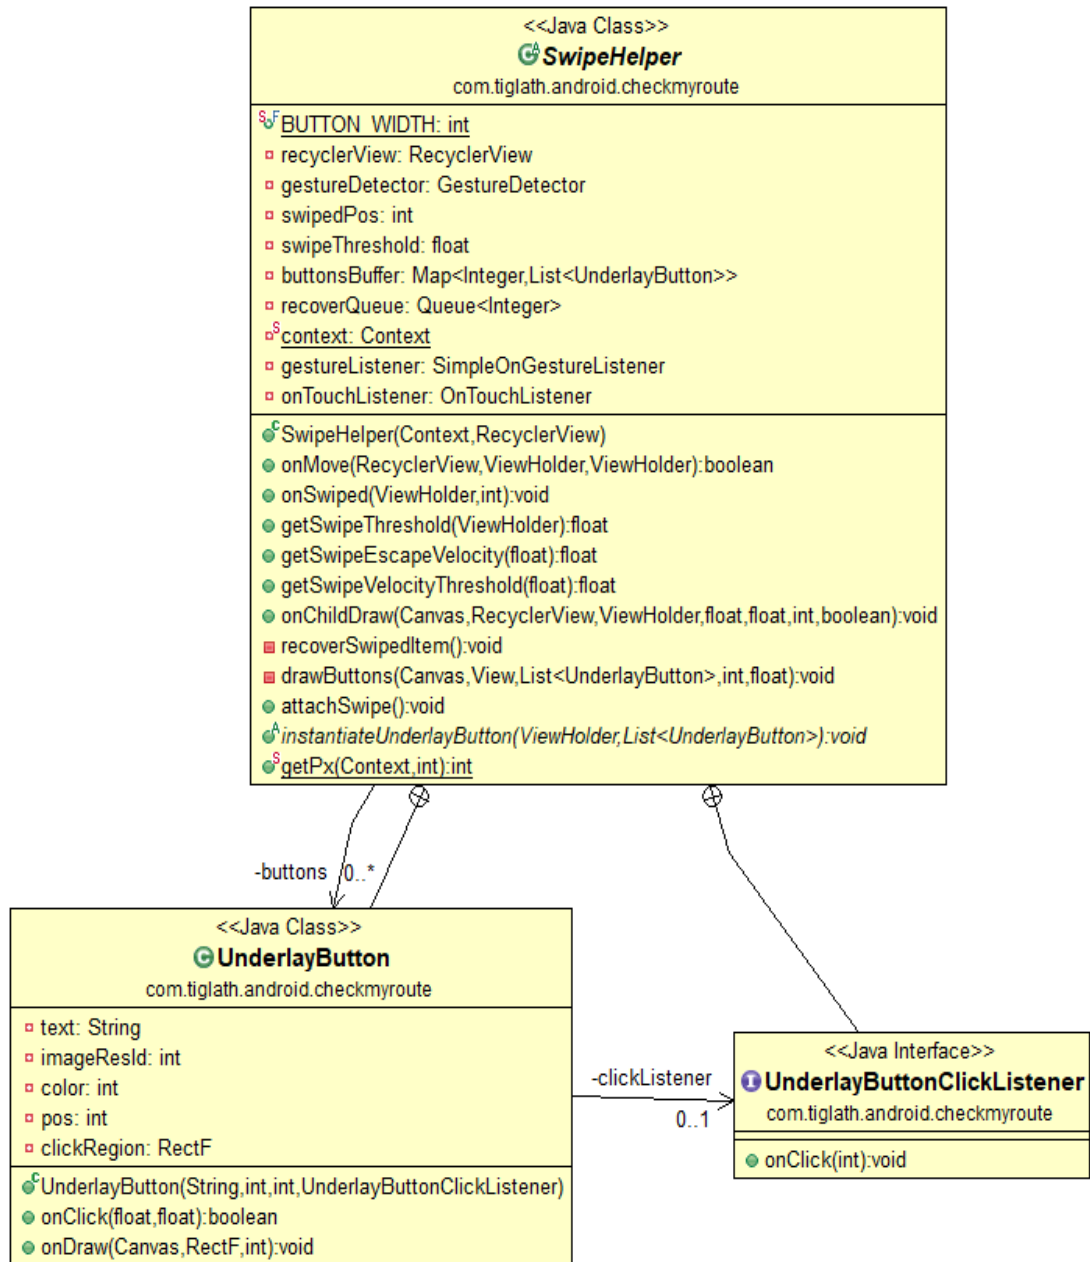 <<Java Class>>
SwipeHelper
com.tiglath.android.checkmyroute
BUTTON_WIDTH: int
recyclerView: RecyclerView
gestureDetector: GestureDetector
swipedPos: int
swipeThreshold: float
buttonsBuffer: Map<Integer,List<UnderlayButton>>
recoverQueue: Queue<Integer>
context: Context
gestureListener: SimpleOnGestureListener
onTouchListener: OnTouchListener
SwipeHelper(Context,RecyclerView)
onMove(RecyclerView,ViewHolder,ViewHolder):boolean
onSwiped(ViewHolder,int):void
getSwipeThreshold(ViewHolder):float
getSwipeEscapeVelocity(float):float
getSwipeVelocityThreshold(float):float
onChildDraw(Canvas,RecyclerView,ViewHolder,float,float,int,boolean):void
recoverSwipedItem():void
drawButtons(Canvas,View,List<UnderlayButton>,int,float):void
attachSwipe():void
instantiateUnderlayButton(ViewHolder,List<UnderlayButton>):void
getPx(Context,int):int
-buttons 0..*
<<Java Class>>
UnderlayButton
com.tiglath.android.checkmyroute
text: String
imageResId: int
color: int
pos: int
clickRegion: RectF
UnderlayButton(String,int,int,UnderlayButtonClickListener)
onClick(float,float):boolean
onDraw(Canvas,RectF,int):void
-clickListener
0..1
<<Java Interface>>
UnderlayButtonClickListener
com.tiglath.android.checkmyroute
onClick(int):void